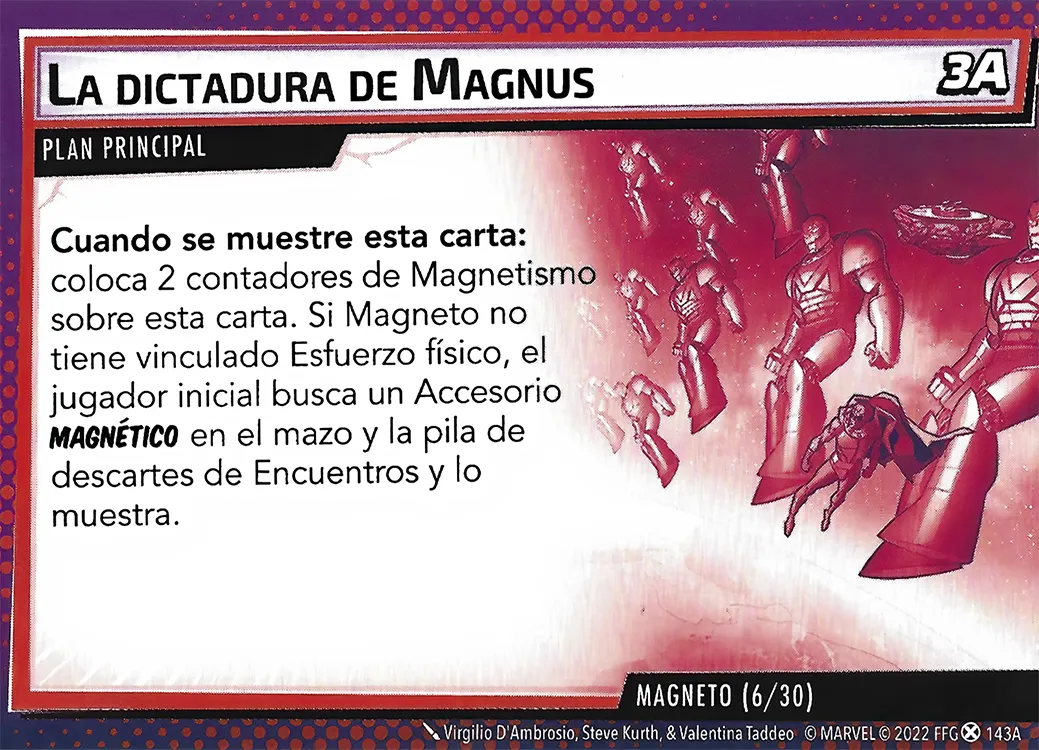 LA DICTADURA DE MAGNUS
3A
PLAN PRINCIPAL
Cuando se muestre esta carta:
coloca 2 contadores de Magnetismo
sobre esta carta. Si Magneto no
tiene vinculado Esfuerzo físico, el
jugador inicial busca un Accesorio
MAGNÉTICO en el mazo y la pila de
descartes de Encuentros y lo
muestra.
MAGNETO (6/30)
Virgilio D'Ambrosio, Steve Kurth, & Valentina Taddeo © MARVEL © 2022 FFG 143A